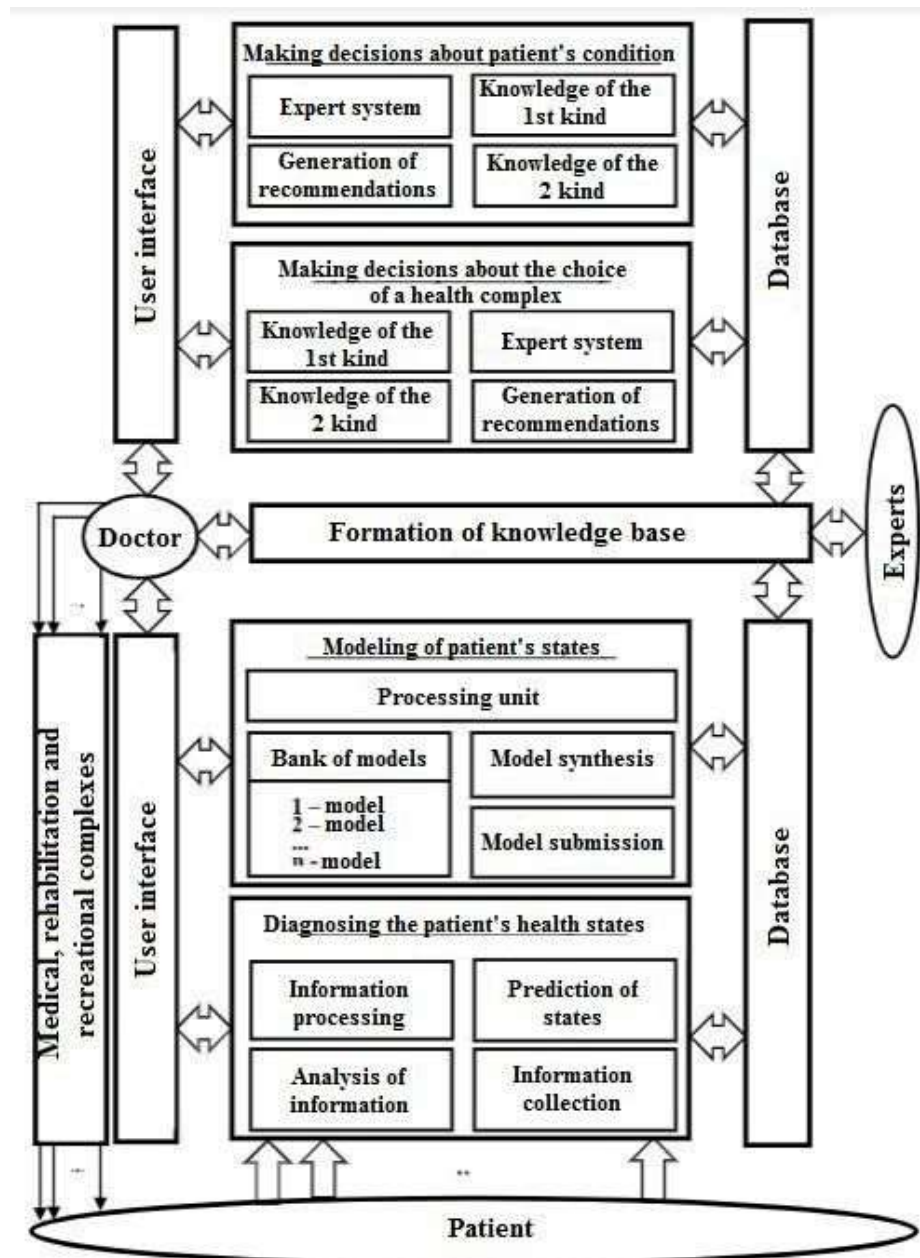 Making decisions about patient's condition
Expert system
Knowledge of the
1st kind
Generation of
recommendations
Knowledge of the
2 kind
User interface
Database
Making decisions about the choice
of a health complex
Knowledge of the
1st kind
Expert system
Knowledge of the
2 kind
Generation of
recommendations
Doctor
Formation of knowledge base
Experts
Modeling of patient's states
Processing unit
Bank of models
Model synthesis
1 – model
2 – model
...
n - model
Model submission
Medical, rehabilitation and
recreational complexes
User interface
Database
Diagnosing the patient's health states
Information
processing
Prediction of
states
Analysis of
information
Information
collection
Patient